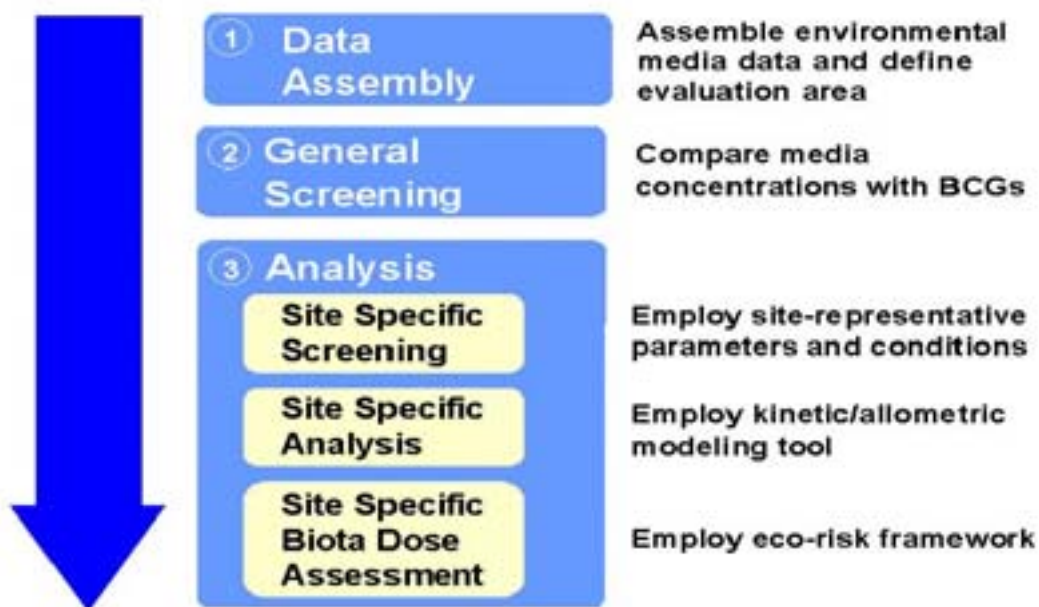 1 Data
Assembly
Assemble environmental
media data and define
evaluation area
2 General
Screening
Compare media
concentrations with BCGs
3 Analysis
Site Specific
Screening
Employ site-representative
parameters and conditions
Site Specific
Analysis
Employ kinetic/allometric
modeling tool
Site Specific
Biota Dose
Assessment
Employ eco-risk framework